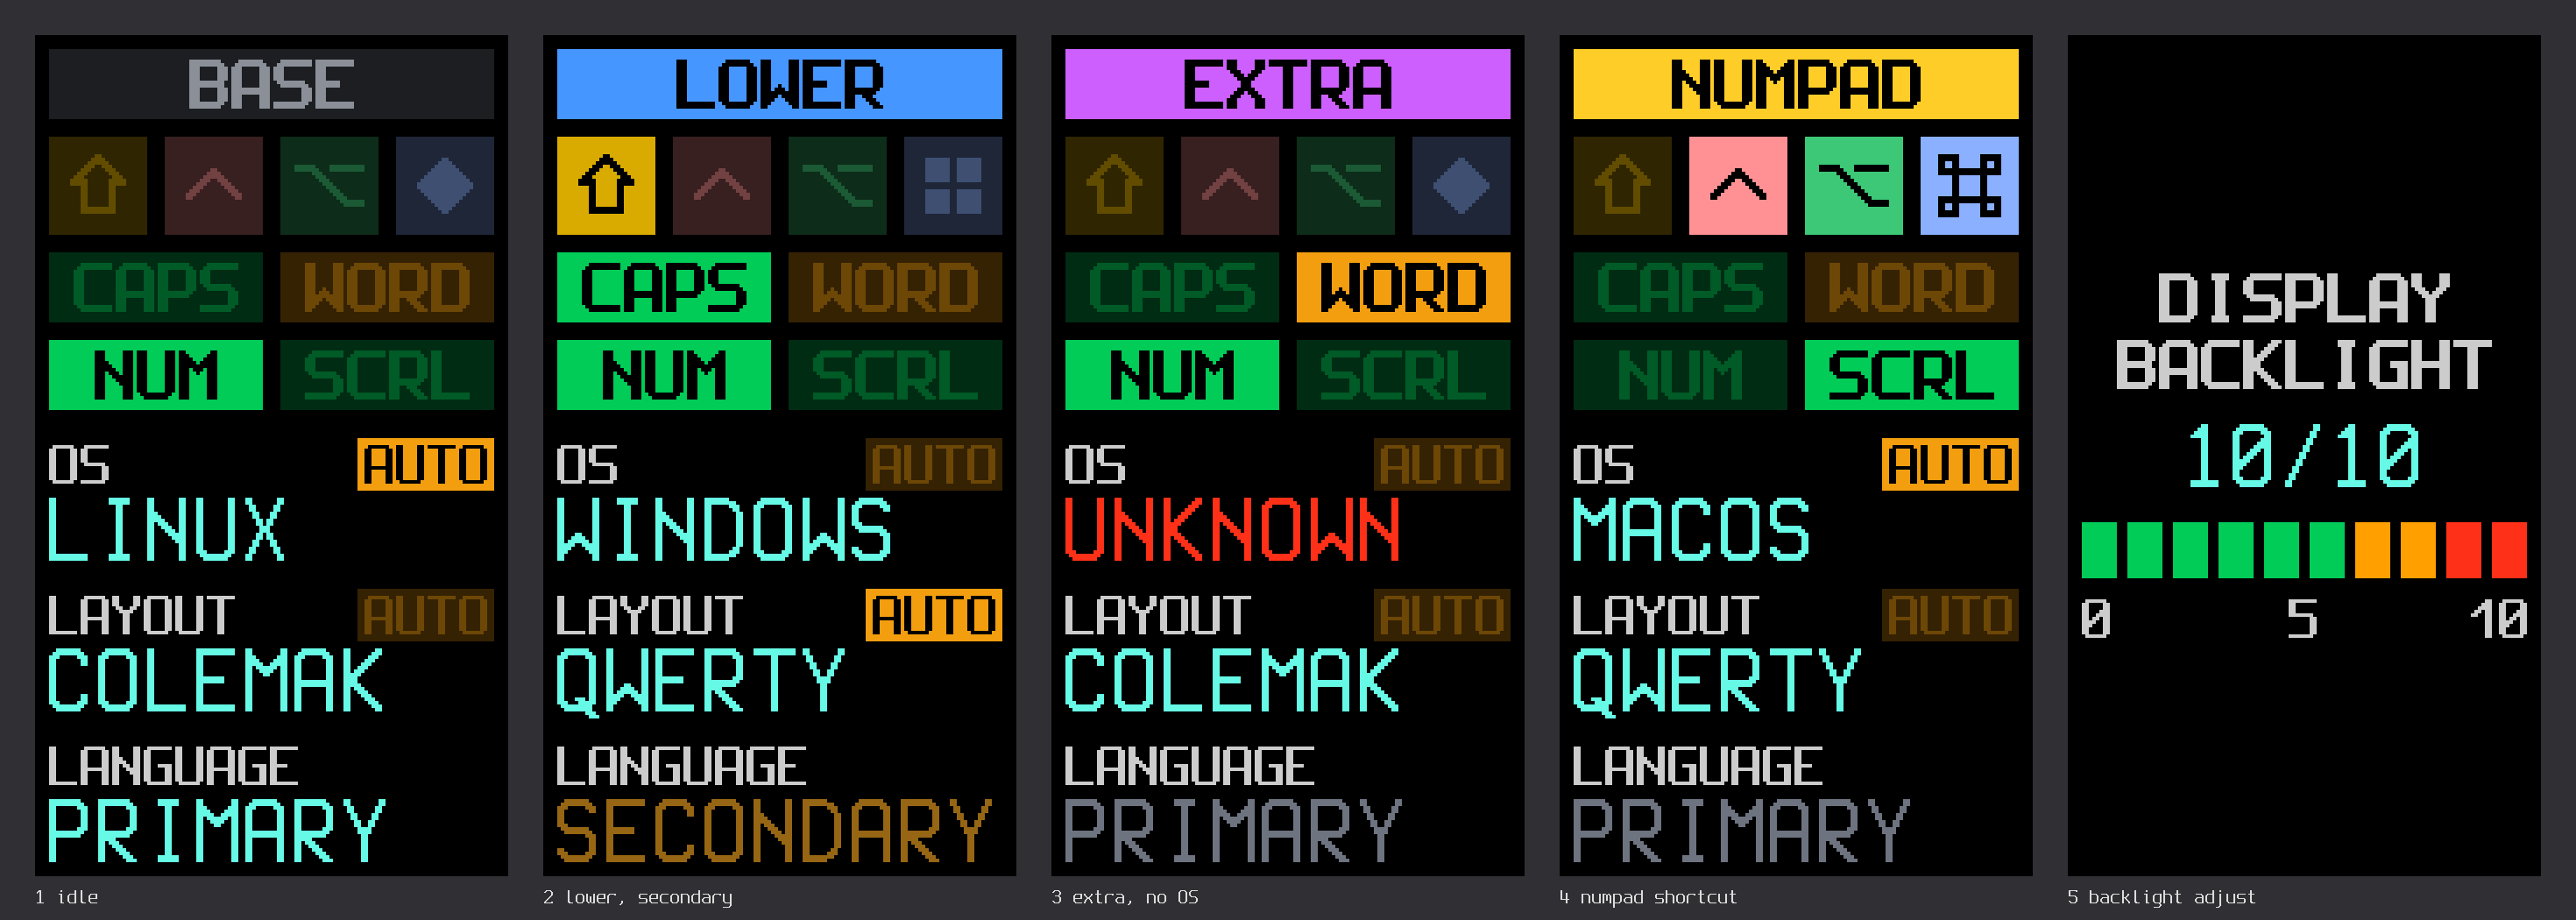 BASE
CAPS WORD
NUM SCRL
OS AUTO
LINUX
LAYOUT AUTO
COLEMAK
LANGUAGE
PRIMARY
1 idle
LOWER
CAPS WORD
NUM SCRL
OS AUTO
WINDOWS
LAYOUT AUTO
QWERTY
LANGUAGE
SECONDARY
2 lower, secondary
EXTRA
CAPS WORD
NUM SCRL
OS AUTO
UNKNOWN
LAYOUT AUTO
COLEMAK
LANGUAGE
PRIMARY
3 extra, no OS
NUMPAD
CAPS WORD
NUM SCRL
OS AUTO
MACOS
LAYOUT AUTO
QWERTY
LANGUAGE
PRIMARY
4 numpad shortcut
DISPLAY
BACKLIGHT
10/10
0 5 10
5 backlight adjust